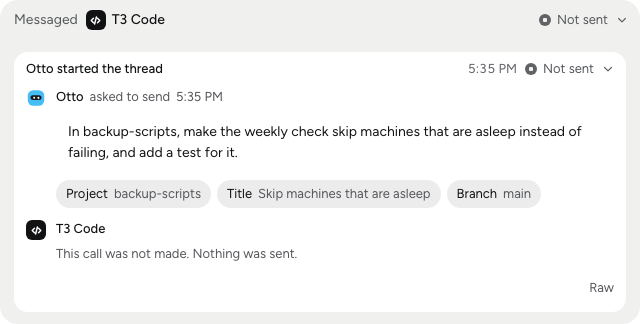 Messaged T3 Code Not sent
Otto started the thread 5:35 PM Not sent
Otto asked to send 5:35 PM
In backup-scripts, make the weekly check skip machines that are asleep instead of
failing, and add a test for it.
Project backup-scripts Title Skip machines that are asleep Branch main
T3 Code
This call was not made. Nothing was sent.
Raw